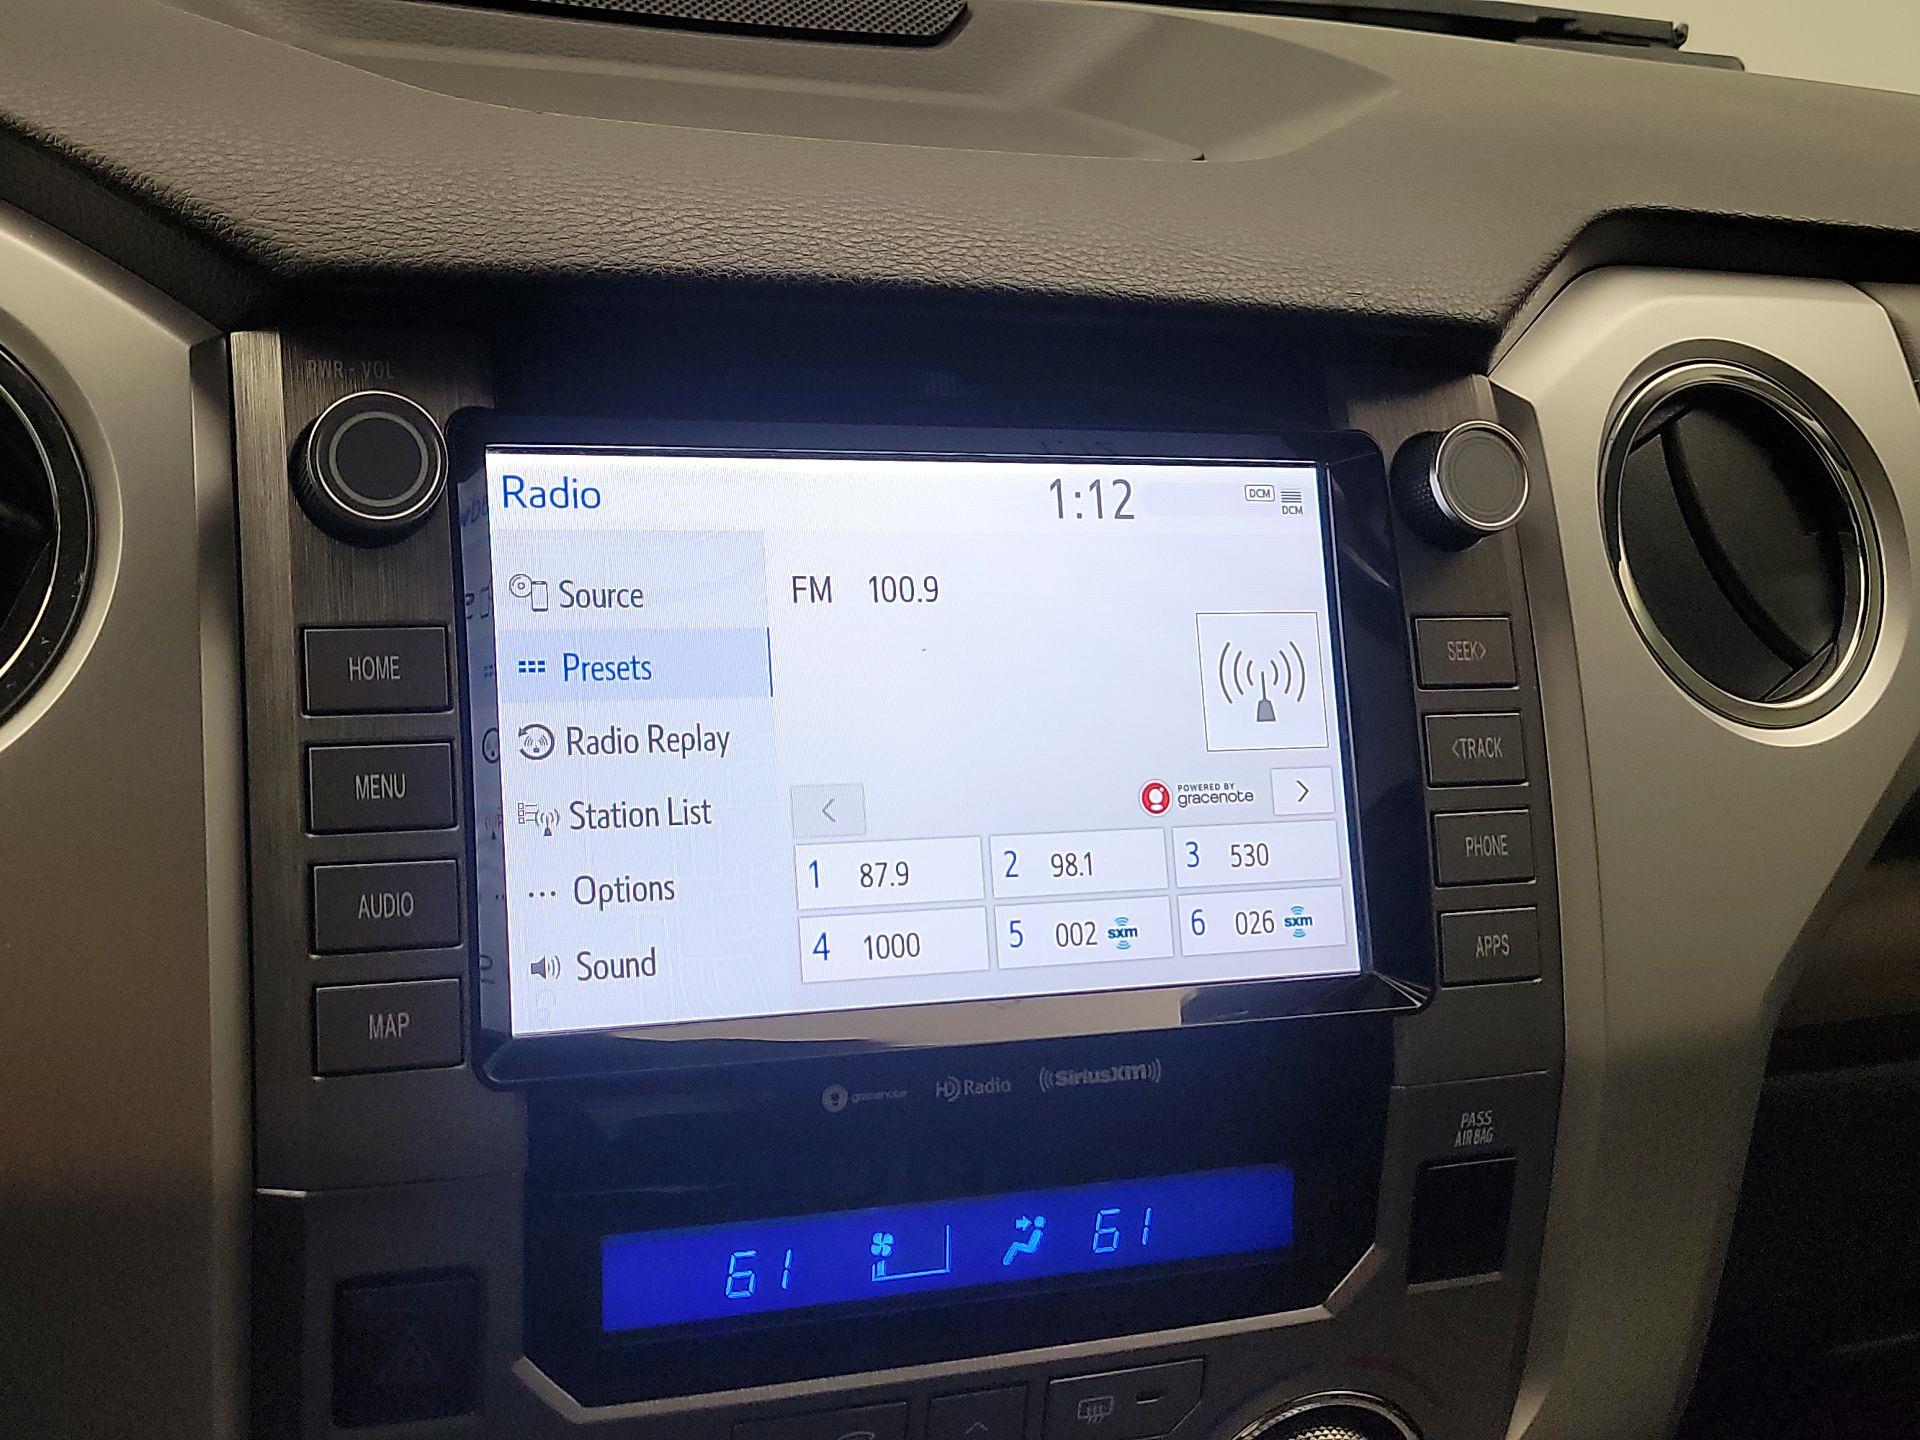 PWR - VOL
JBL
Radio
1:12
DCM
DCM
Source
FM 100.9
Presets
Radio Replay
Station List
Options
Sound
<
POWERED BY
gracenote
>
1 87.9
2 98.1
3 530
4 1000
5 002 sxm
6 026 sxm
HOME
MENU
AUDIO
MAP
SEEK>
<TRACK
PHONE
APPS
gracenote
HD Radio
SiriusXM
PASS
AIR BAG
61
61